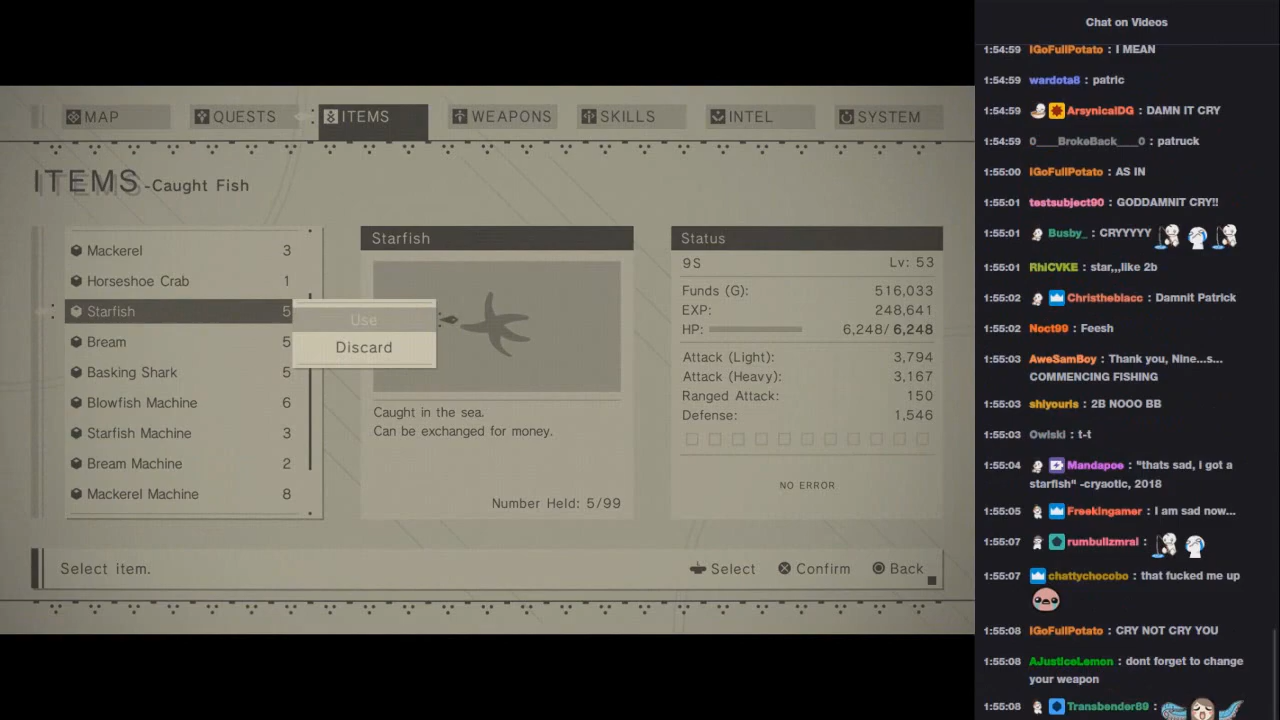 MAP
QUESTS
ITEMS
WEAPONS
SKILLS
INTEL
SYSTEM
ITEMS -Caught Fish
Mackerel 3
Horseshoe Crab 1
Starfish 5
Bream 5
Basking Shark 5
Blowfish Machine 6
Starfish Machine 3
Bream Machine 2
Mackerel Machine 8
Use
Discard
Starfish
Caught in the sea.
Can be exchanged for money.
Number Held: 5/99
Status
9S Lv: 53
Funds (G): 516,033
EXP: 248,641
HP: 6,248/ 6,248
Attack (Light): 3,794
Attack (Heavy): 3,167
Ranged Attack: 150
Defense: 1,546
NO ERROR
Select item.
Select
Confirm
Back
Chat on Videos
1:54:59 IGoFullPotato : I MEAN
1:54:59 wardota8 : patric
1:54:59 ArsynicalDG : DAMN IT CRY
1:54:59 0____BrokeBack____0 : patruck
1:55:00 IGoFullPotato : AS IN
1:55:01 testsubject90 : GODDAMNIT CRY!!
1:55:01 Busby_ : CRYYYYY
1:55:01 RhiCVKE : star,,,like 2b
1:55:02 Christheblacc : Damnit Patrick
1:55:02 Noct99 : Feesh
1:55:03 AweSamBoy : Thank you, Nine...s...
COMMENCING FISHING
1:55:03 shlyouris : 2B NOOO BB
1:55:03 Owlski : t-t
1:55:04 Mandapoe : "thats sad, i got a
starfish" -cryaotic, 2018
1:55:05 Freekingamer : I am sad now...
1:55:07 rumbullzmral :
1:55:07 chattychocobo : that fucked me up
1:55:08 IGoFullPotato : CRY NOT CRY YOU
1:55:08 AJusticeLemon : dont forget to change
your weapon
1:55:08 Transbender89 :